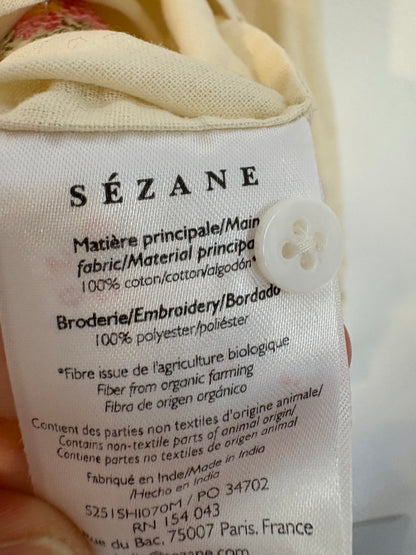 SÉZANE
Matière principale/Main
fabric/Material principa
100% coton/cotton/algodón*
Broderie/Embroidery/Bordado
100% polyester/poliéster
*Fibre issue de l'agriculture biologique
Fiber from organic farming
Fibra de origen orgánico
Contient des parties non textiles d'origine animale/
Contains non-textile parts of animal origin/
Contiene partes no textiles de origen animal
Fabriqué en Inde/Made in India
/Hecho en India
S251SHI070M / PO 34702
RN 154 043
du Bac, 75007 Paris, France